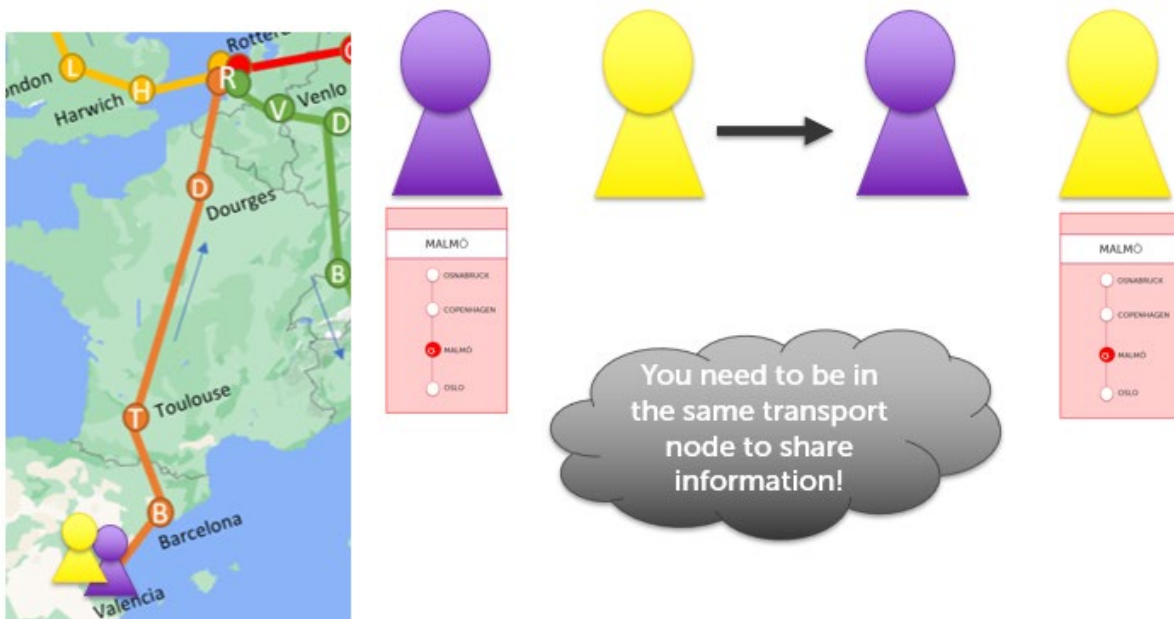 Rotter
L
ondon
H
Harwich
R
V
Venlo
D
D
Dourges
B
T
Toulouse
B
Barcelona
Valencia
MALMÖ
OSNABRUCK
COPENHAGEN
MALMÖ
OSLO
You need to be in
the same transport
node to share
information!
MALMÖ
OSNABRUCK
COPENHAGEN
MALMÖ
OSLO